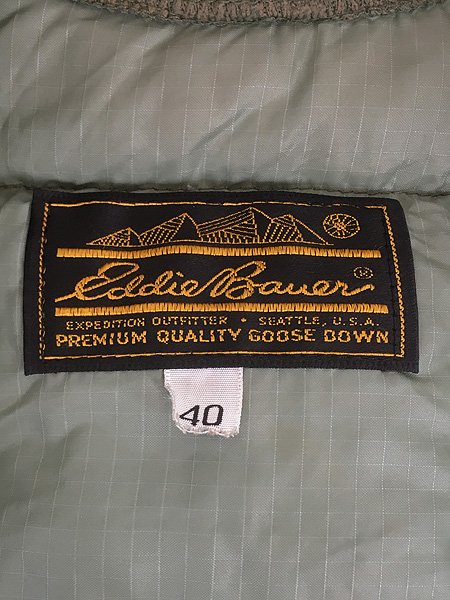 Eddie Bauer ®
EXPEDITION OUTFITTER • SEATTLE, U.S.A.
PREMIUM QUALITY GOOSE DOWN
40